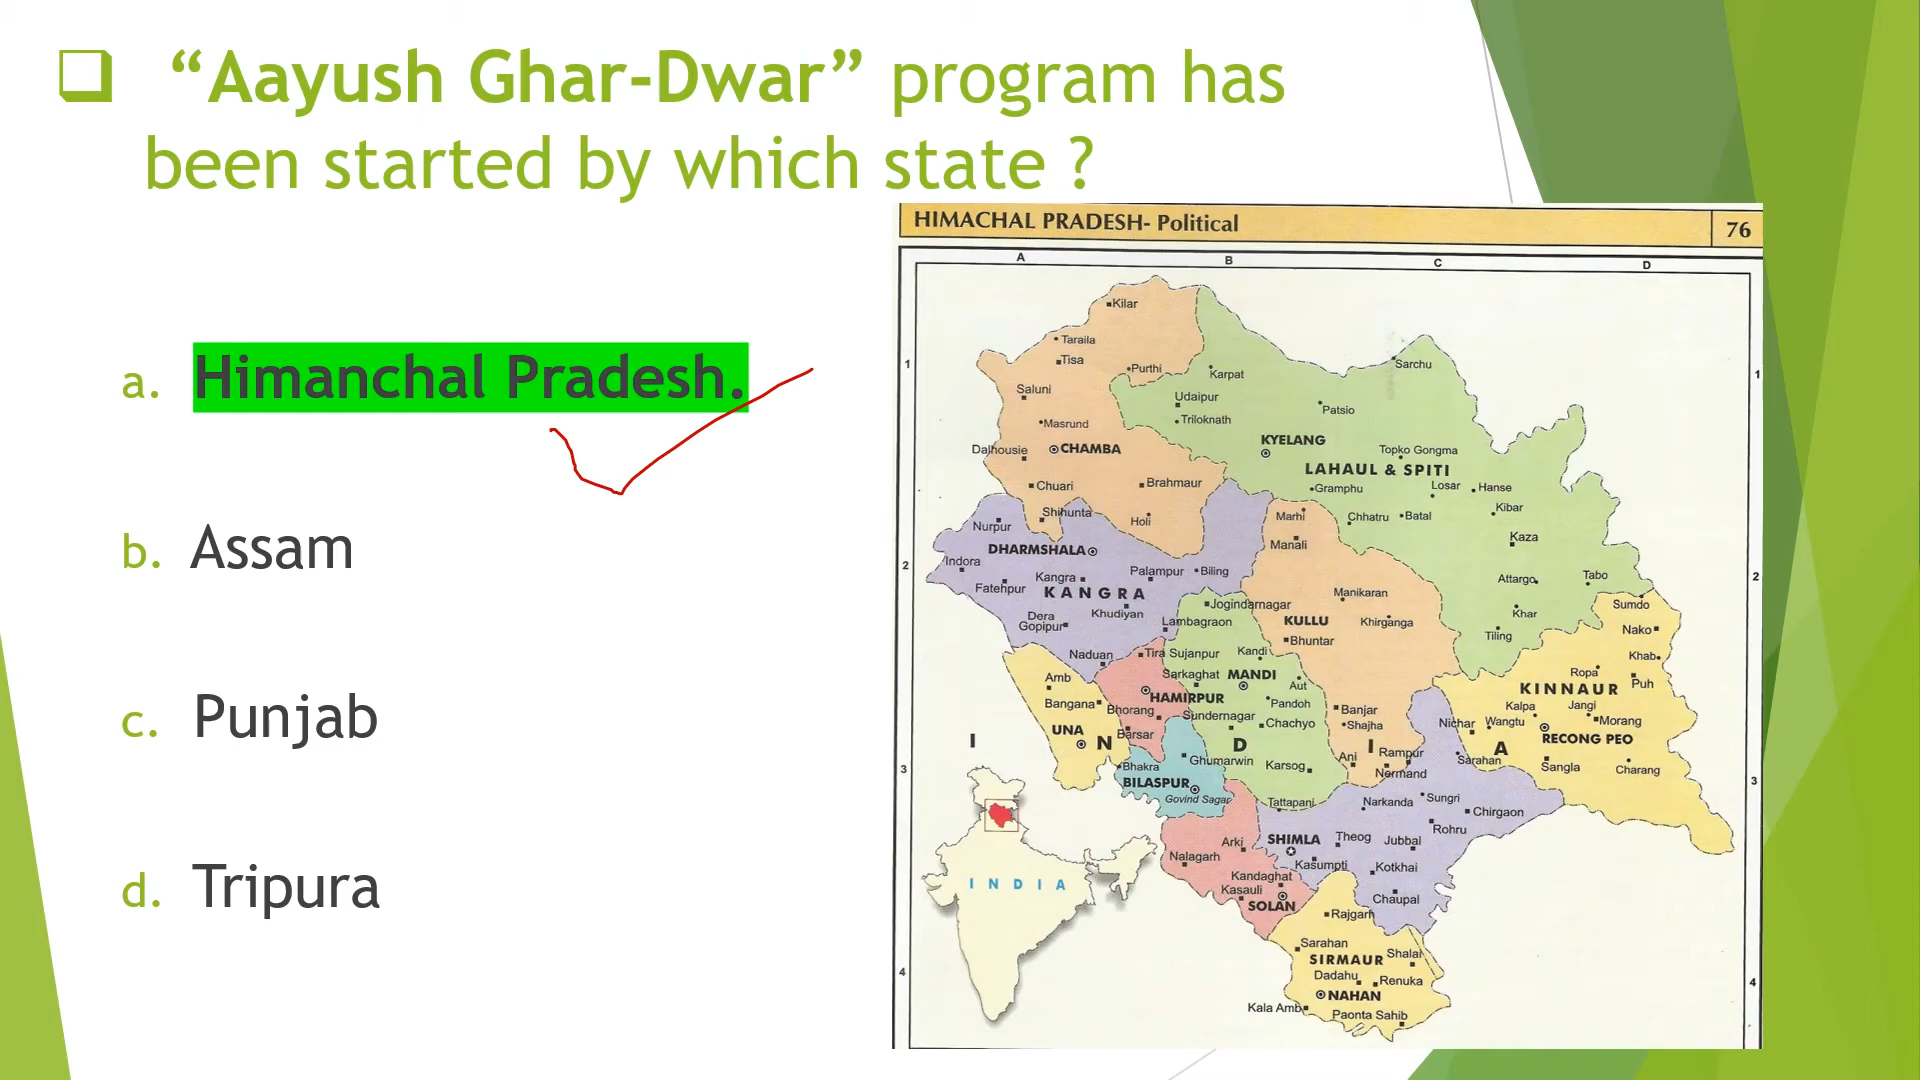 ❑ “Aayush Ghar-Dwar” program has
been started by which state ?
a. Himanchal Pradesh.
b. Assam
c. Punjab
d. Tripura
HIMACHAL PRADESH- Political 76
A B C D
Kilar
Taraila
Tisa
Purthi
Karpat
Sarchu
1 1
Saluni
Udaipur
Patsio
Masrund
Triloknath
Dalhousie
CHAMBA
KYELANG
Topko Gongma
LAHAUL & SPITI
Chuari
Brahmaur
Gramphu
Losar
Hanse
Shihunta
Holi
Marhi
Chhatru
Batal
Kibar
Nurpur
DHARMSHALA
Manali
Kaza
2 2
Indora
Kangra
Palampur
Biling
Attargo
Tabo
Fatehpur
KANGRA
Manikaran
Dera
Gopipur
Khudiyan
Jogindarnagar
Sumdo
Lambagraon
KULLU
Khirganga
Khar
Nako
Bhuntar
Tiling
Naduan
Tira Sujanpur
Kandi
Khab
Amb
Sarkaghat
MANDI
Aut
Ropa
Puh
Bangana
HAMIRPUR
Pandoh
KINNAUR
Bhorang
Sundernagar
Chachyo
Banjar
Shajha
Nichar
Wangtu
Kalpa
Jangi
Morang
UNA
Barsar
RECONG PEO
I N D I A
Bhakra
Ghumarwin
Karsog
Ani
Rampur
Nermand
Sarahan
Sangla
Charang
3 3
BILASPUR
Govind Sagar
Tattapani
Narkanda
Sungri
Chirgaon
Arki
SHIMLA
Theog
Jubbal
Rohru
Nalagarh
Kasumpti
Kotkhai
INDIA
Kandaghat
Kasauli
SOLAN
Chaupal
Rajgarh
Sarahan
Shalai
SIRMAUR
4 4
Dadahu
Renuka
NAHAN
Kala Amb
Paonta Sahib